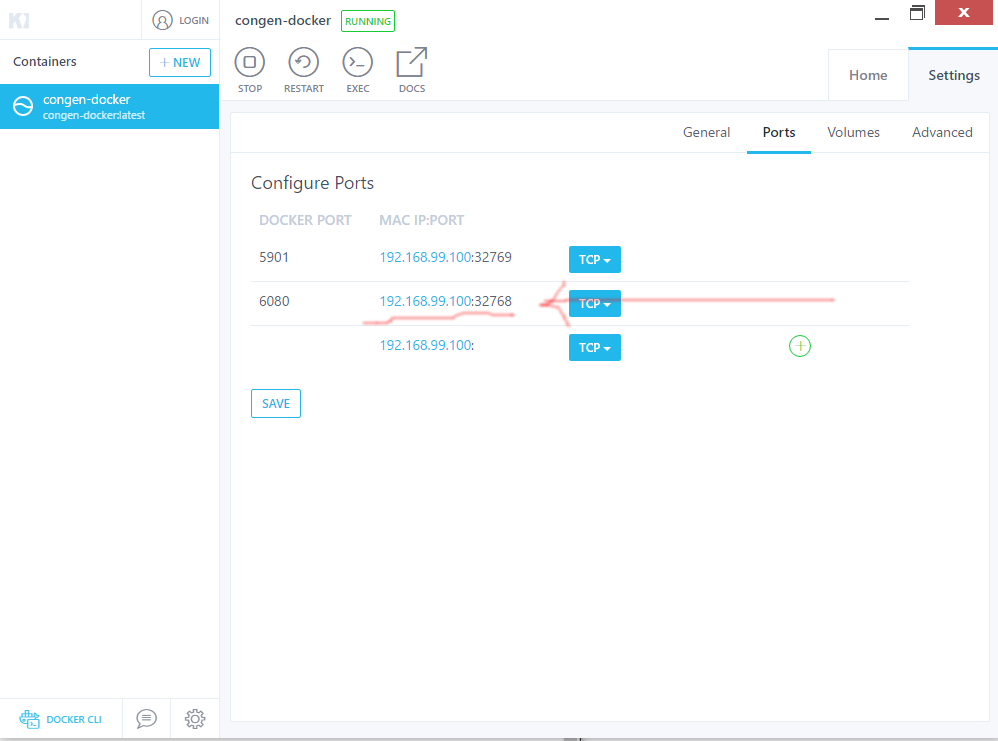 LOGIN
congen-docker RUNNING
Containers
+ NEW
STOP
RESTART
EXEC
DOCS
Home
Settings
congen-docker
congen-docker:latest
General
Ports
Volumes
Advanced
Configure Ports
DOCKER PORT MAC IP:PORT
5901 192.168.99.100:32769 TCP
6080 192.168.99.100:32768 TCP
192.168.99.100: TCP
SAVE
DOCKER CLI